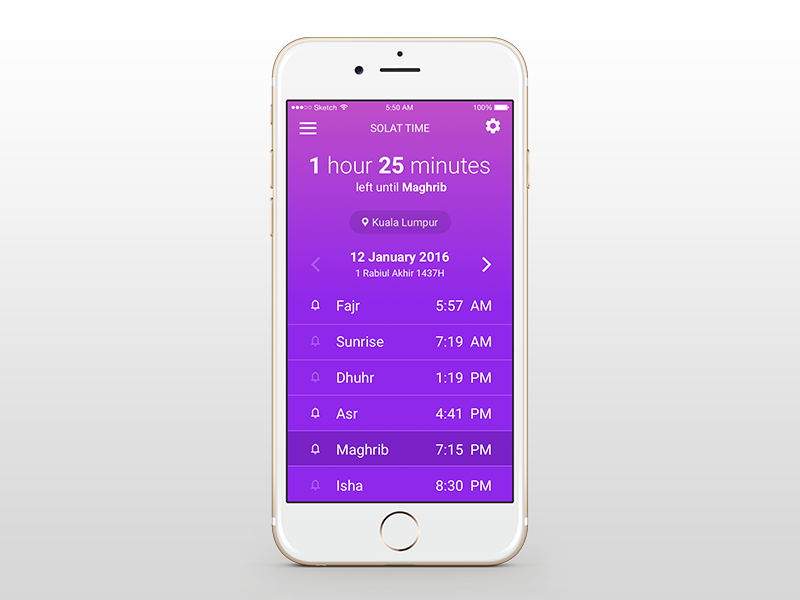 Sketch 5:50 AM 100%
SOLAT TIME
1 hour 25 minutes
left until Maghrib
Kuala Lumpur
12 January 2016
1 Rabiul Akhir 1437H
Fajr 5:57 AM
Sunrise 7:19 AM
Dhuhr 1:19 PM
Asr 4:41 PM
Maghrib 7:15 PM
Isha 8:30 PM